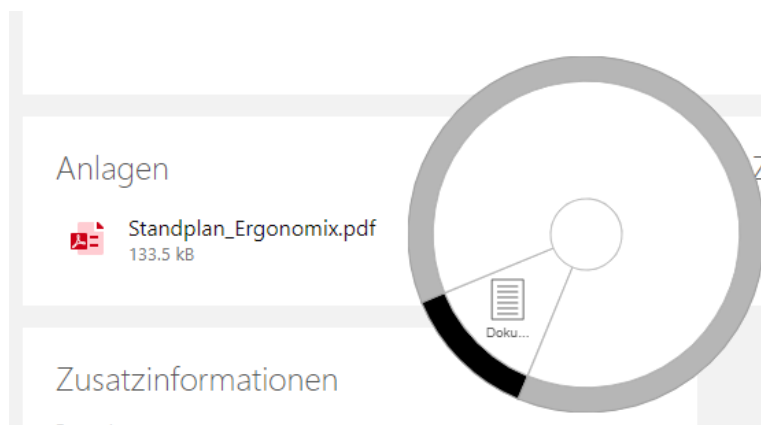 Anlagen
Standplan_Ergonomix.pdf
133.5 kB
Doku...
Zusatzinformationen